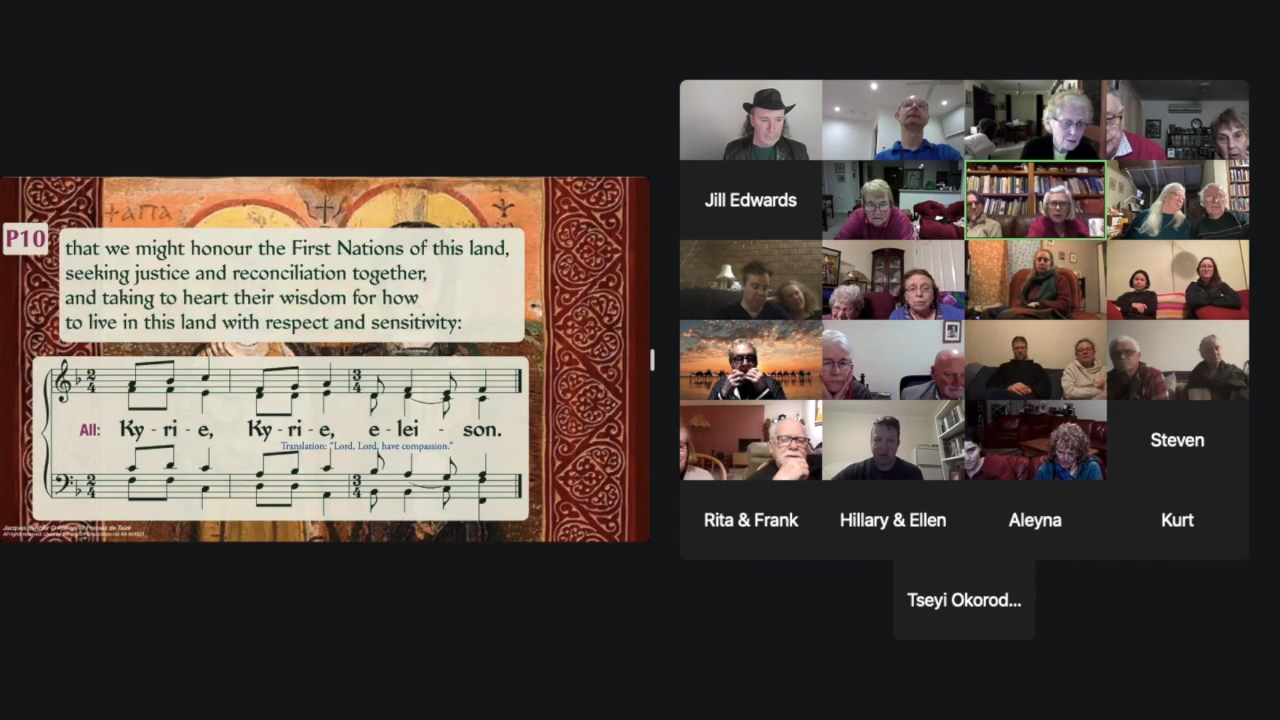 P10
that we might honour the First Nations of this land,
seeking justice and reconciliation together,
and taking to heart their wisdom for how
to live in this land with respect and sensitivity:
All: Ky - ri - e, Ky - ri - e, e - lei - son.
Translation: "Lord, Lord, have compassion."
Jill Edwards
Steven
Rita & Frank
Hillary & Ellen
Aleyna
Kurt
Tseyi Okorod...